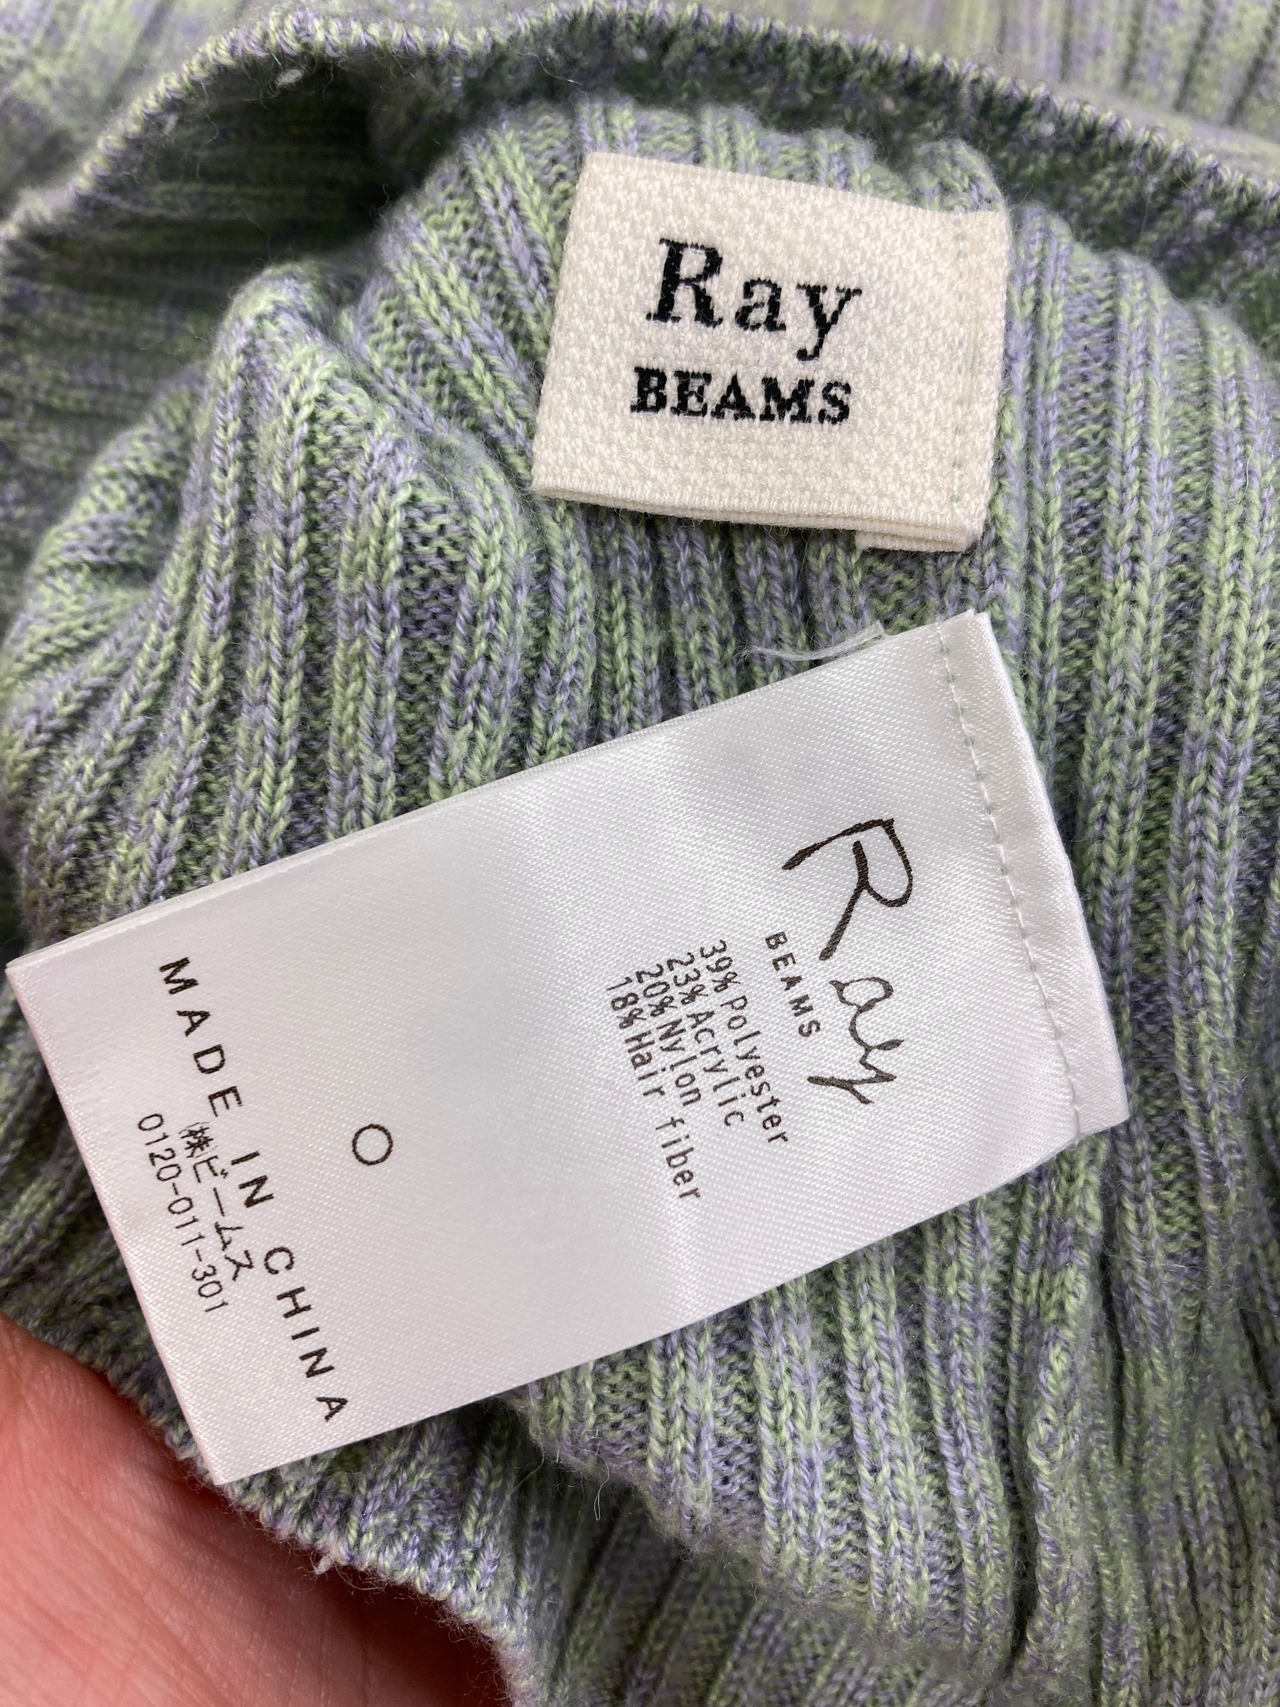 Ray
BEAMS
Ray
BEAMS
39%Polyester
23%Acrylic
20%Nylon
18%Hair fiber
MADE IN CHINA
㈱ビームス
0120-011-301